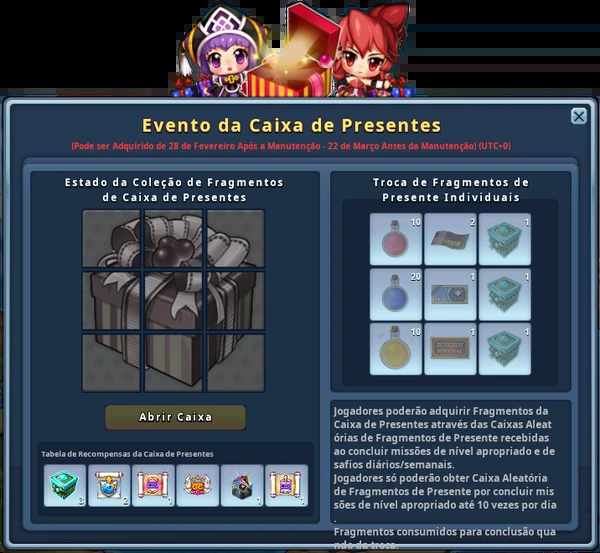 Evento da Caixa de Presentes
(Pode ser Adquirido de 28 de Fevereiro Após a Manutenção - 22 de Março Antes da Manutenção) (UTC+0)
Estado da Coleção de Fragmentos
de Caixa de Presentes
Abrir Caixa
Tabela de Recompensas da Caixa de Presentes
3 2 1 1 1 1
Troca de Fragmentos de
Presente Individuais
10 2 1
20 1 1
10 1 1
Jogadores poderão adquirir Fragmentos da
Caixa de Presentes através das Caixas Aleat
órias de Fragmentos de Presente recebidas
ao concluir missões de nível apropriado e de
safios diários/semanais.
Jogadores só poderão obter Caixa Aleatória
de Fragmentos de Presente por concluir mis
sões de nível apropriado até 10 vezes por dia
.
Fragmentos consumidos para conclusão qua
ndo da troca.